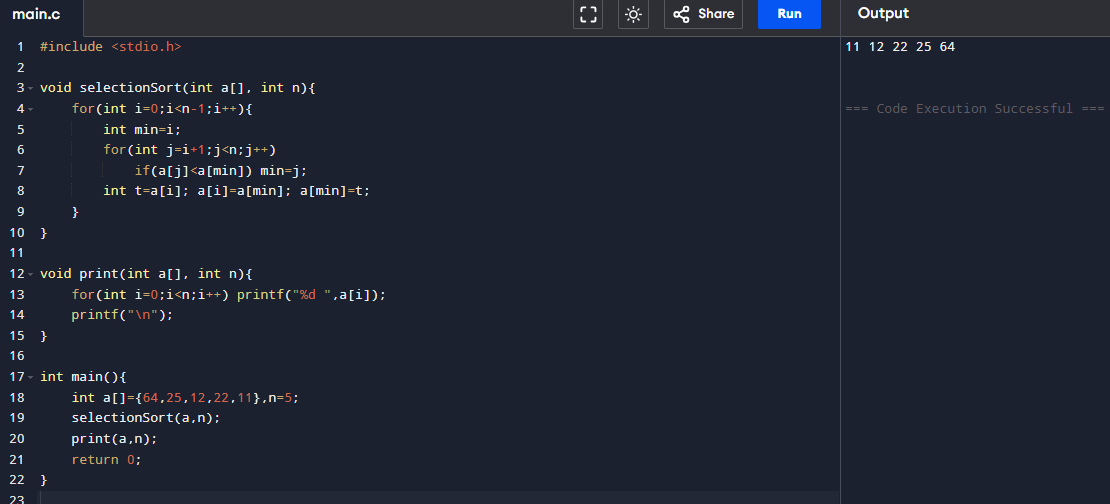 main.c
Share
Run
Output
1 #include <stdio.h>
2
3 void selectionSort(int a[], int n){
4     for(int i=0;i<n-1;i++){
5         int min=i;
6         for(int j=i+1;j<n;j++)
7             if(a[j]<a[min]) min=j;
8         int t=a[i]; a[i]=a[min]; a[min]=t;
9     }
10 }
11
12 void print(int a[], int n){
13     for(int i=0;i<n;i++) printf("%d ",a[i]);
14     printf("\n");
15 }
16
17 int main(){
18     int a[]={64,25,12,22,11},n=5;
19     selectionSort(a,n);
20     print(a,n);
21     return 0;
22 }
23
11 12 22 25 64
=== Code Execution Successful ===